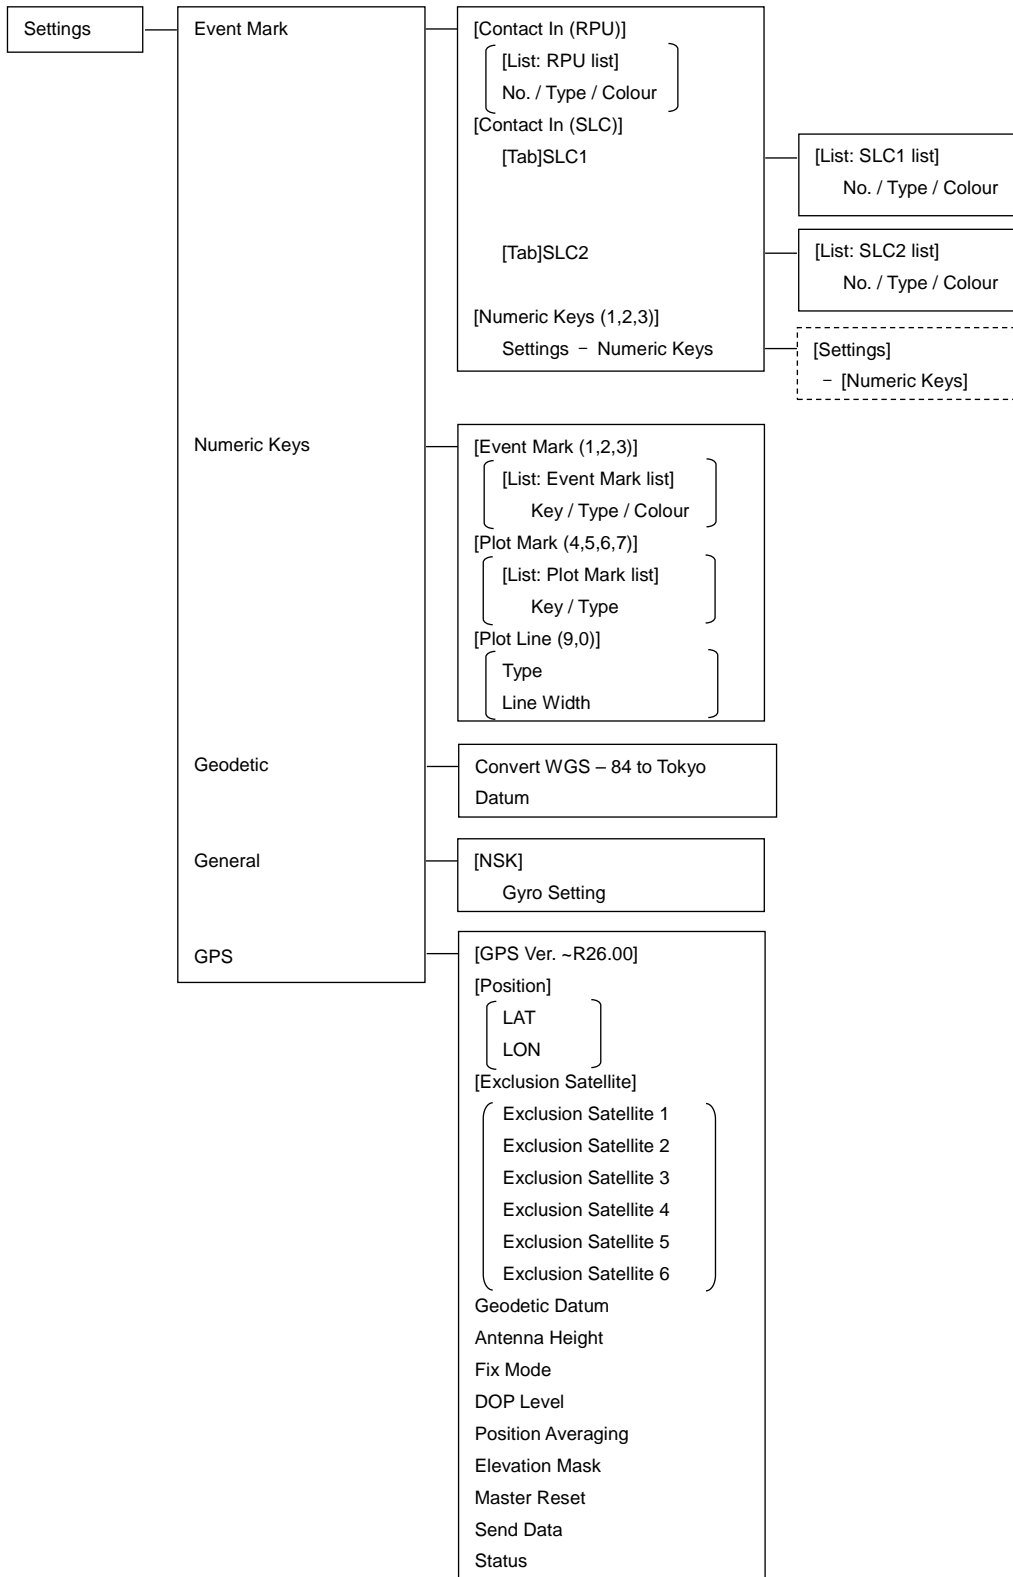 Settings
Event Mark
[Contact In (RPU)]
[List: RPU list]
No. / Type / Colour
[Contact In (SLC)]
[Tab]SLC1
[List: SLC1 list]
No. / Type / Colour
[Tab]SLC2
[List: SLC2 list]
No. / Type / Colour
[Numeric Keys (1,2,3)]
Settings − Numeric Keys
[Settings]
− [Numeric Keys]
Numeric Keys
[Event Mark (1,2,3)]
[List: Event Mark list]
Key / Type / Colour
[Plot Mark (4,5,6,7)]
[List: Plot Mark list]
Key / Type
[Plot Line (9,0)]
Type
Line Width
Geodetic
Convert WGS – 84 to Tokyo
Datum
General
[NSK]
Gyro Setting
GPS
[GPS Ver. ~R26.00]
[Position]
LAT
LON
[Exclusion Satellite]
Exclusion Satellite 1
Exclusion Satellite 2
Exclusion Satellite 3
Exclusion Satellite 4
Exclusion Satellite 5
Exclusion Satellite 6
Geodetic Datum
Antenna Height
Fix Mode
DOP Level
Position Averaging
Elevation Mask
Master Reset
Send Data
Status